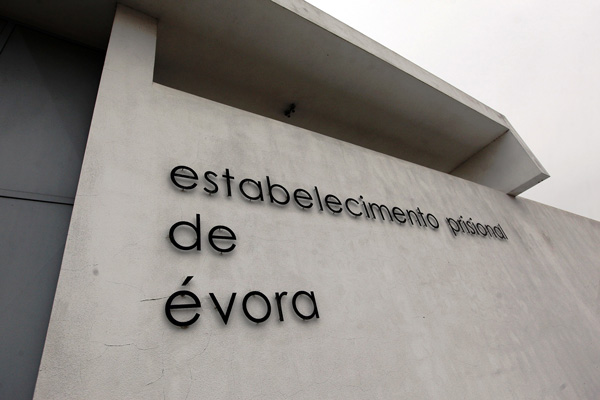 estabelecimento prisional
de
évora